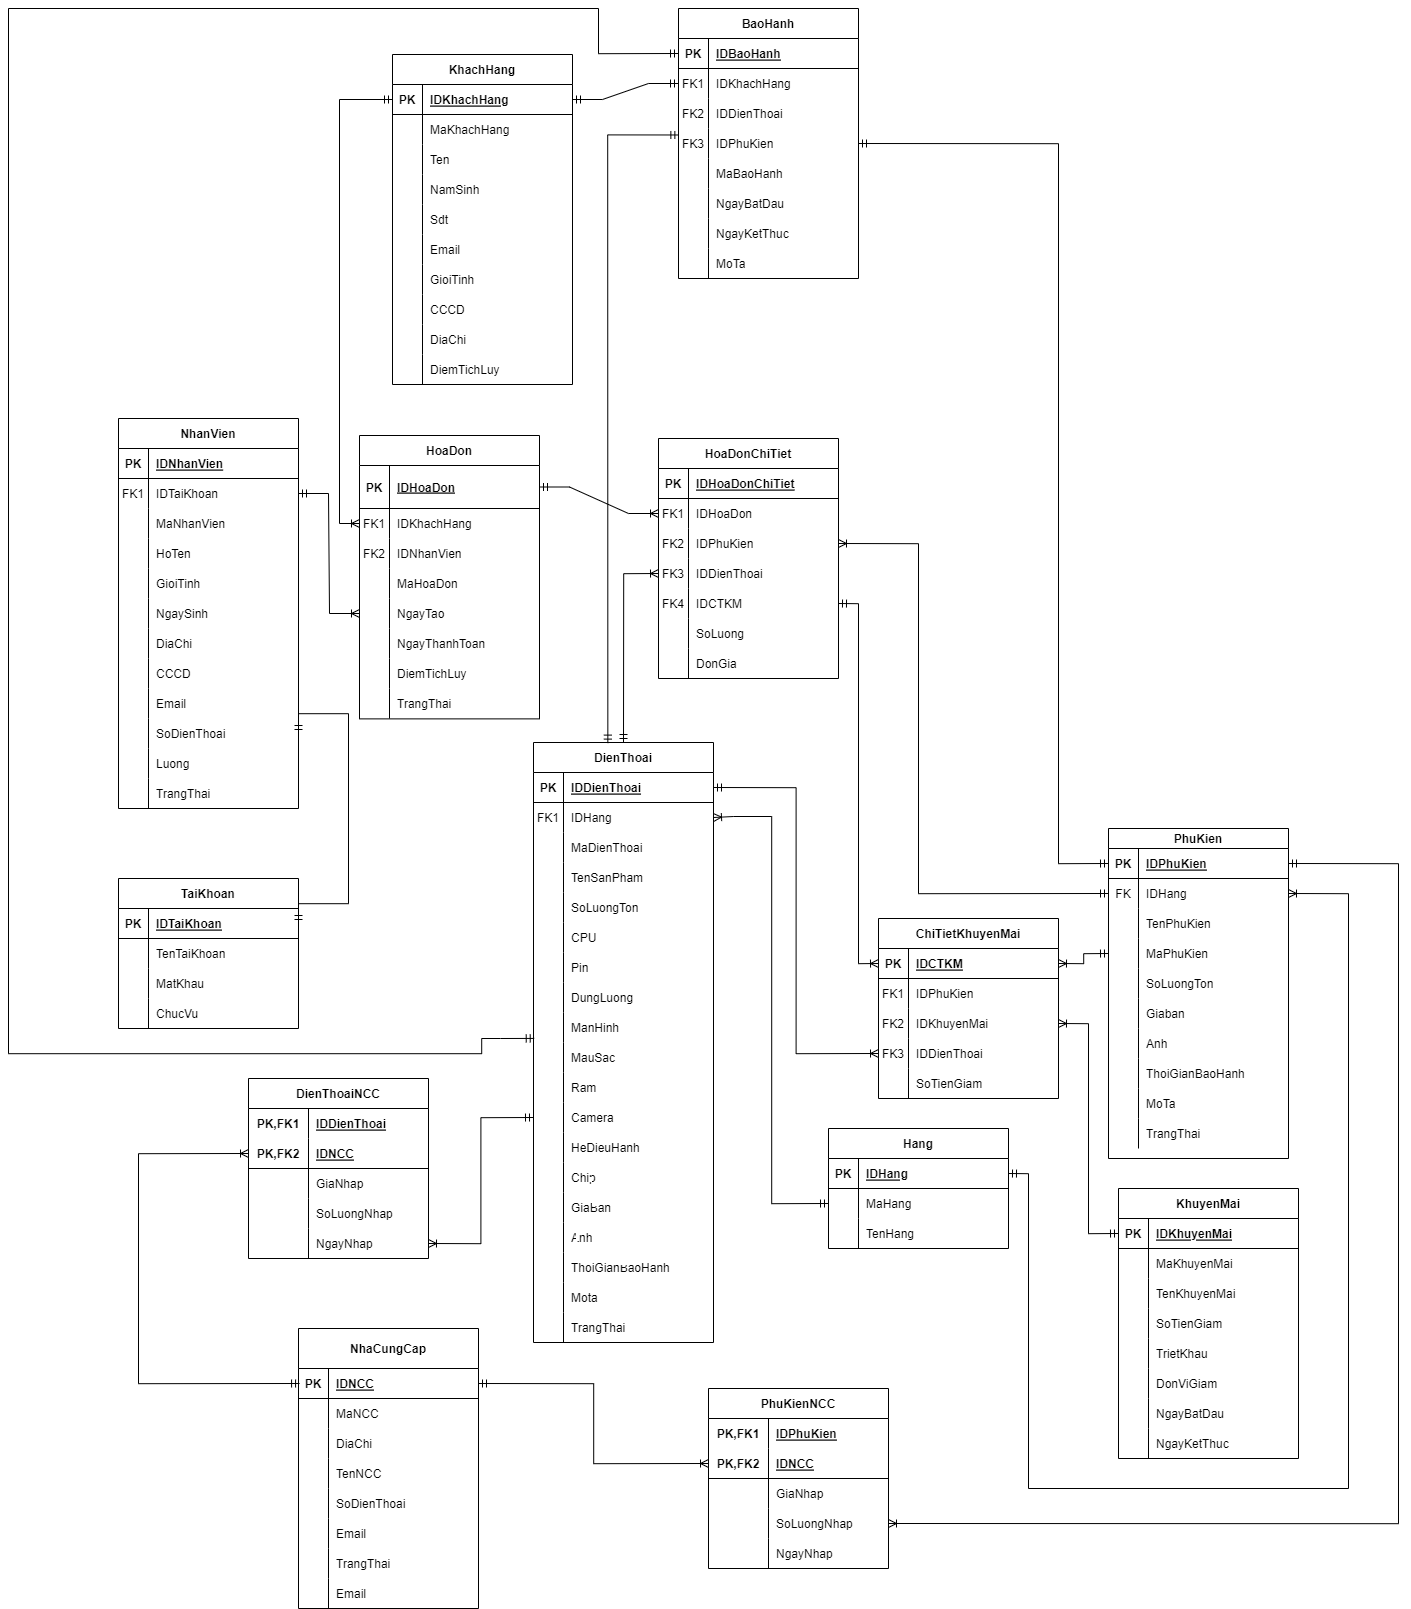 BaoHanh
PK IDBaoHanh
FK1 IDKhachHang
FK2 IDDienThoai
FK3 IDPhuKien
MaBaoHanh
NgayBatDau
NgayKetThuc
MoTa
KhachHang
PK IDKhachHang
MaKhachHang
Ten
NamSinh
Sdt
Email
GioiTinh
CCCD
DiaChi
DiemTichLuy
NhanVien
PK IDNhanVien
FK1 IDTaiKhoan
MaNhanVien
HoTen
GioiTinh
NgaySinh
DiaChi
CCCD
Email
SoDienThoai
Luong
TrangThai
HoaDon
PK IDHoaDon
FK1 IDKhachHang
FK2 IDNhanVien
MaHoaDon
NgayTao
NgayThanhToan
DiemTichLuy
TrangThai
HoaDonChiTiet
PK IDHoaDonChiTiet
FK1 IDHoaDon
FK2 IDPhuKien
FK3 IDDienThoai
FK4 IDCTKM
SoLuong
DonGia
DienThoai
PK IDDienThoai
FK1 IDHang
MaDienThoai
TenSanPham
SoLuongTon
CPU
Pin
DungLuong
ManHinh
MauSac
Ram
Camera
HeDieuHanh
Chip
GiaBan
Anh
ThoiGianBaoHanh
Mota
TrangThai
PhuKien
PK IDPhuKien
FK IDHang
TenPhuKien
MaPhuKien
SoLuongTon
Giaban
Anh
ThoiGianBaoHanh
MoTa
TrangThai
TaiKhoan
PK IDTaiKhoan
TenTaiKhoan
MatKhau
ChucVu
ChiTietKhuyenMai
PK IDCTKM
FK1 IDPhuKien
FK2 IDKhuyenMai
FK3 IDDienThoai
SoTienGiam
DienThoaiNCC
PK,FK1 IDDienThoai
PK,FK2 IDNCC
GiaNhap
SoLuongNhap
NgayNhap
Hang
PK IDHang
MaHang
TenHang
KhuyenMai
PK IDKhuyenMai
MaKhuyenMai
TenKhuyenMai
SoTienGiam
TrietKhau
DonViGiam
NgayBatDau
NgayKetThuc
NhaCungCap
PK IDNCC
MaNCC
DiaChi
TenNCC
SoDienThoai
Email
TrangThai
Email
PhuKienNCC
PK,FK1 IDPhuKien
PK,FK2 IDNCC
GiaNhap
SoLuongNhap
NgayNhap